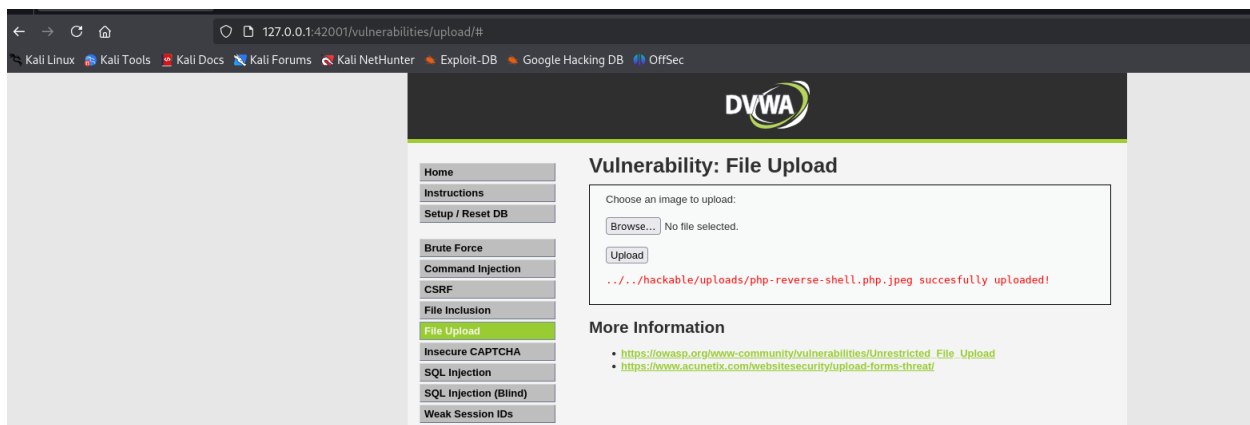 127.0.0.1:42001/vulnerabilities/upload/#
Kali Linux Kali Tools Kali Docs Kali Forums Kali NetHunter Exploit-DB Google Hacking DB OffSec
DVWA
Home
Instructions
Setup / Reset DB
Brute Force
Command Injection
CSRF
File Inclusion
File Upload
Insecure CAPTCHA
SQL Injection
SQL Injection (Blind)
Weak Session IDs
Vulnerability: File Upload
Choose an image to upload:
Browse... No file selected.
Upload
../../hackable/uploads/php-reverse-shell.php.jpeg succesfully uploaded!
More Information
https://owasp.org/www-community/vulnerabilities/Unrestricted_File_Upload
https://www.acunetix.com/websitesecurity/upload-forms-threat/